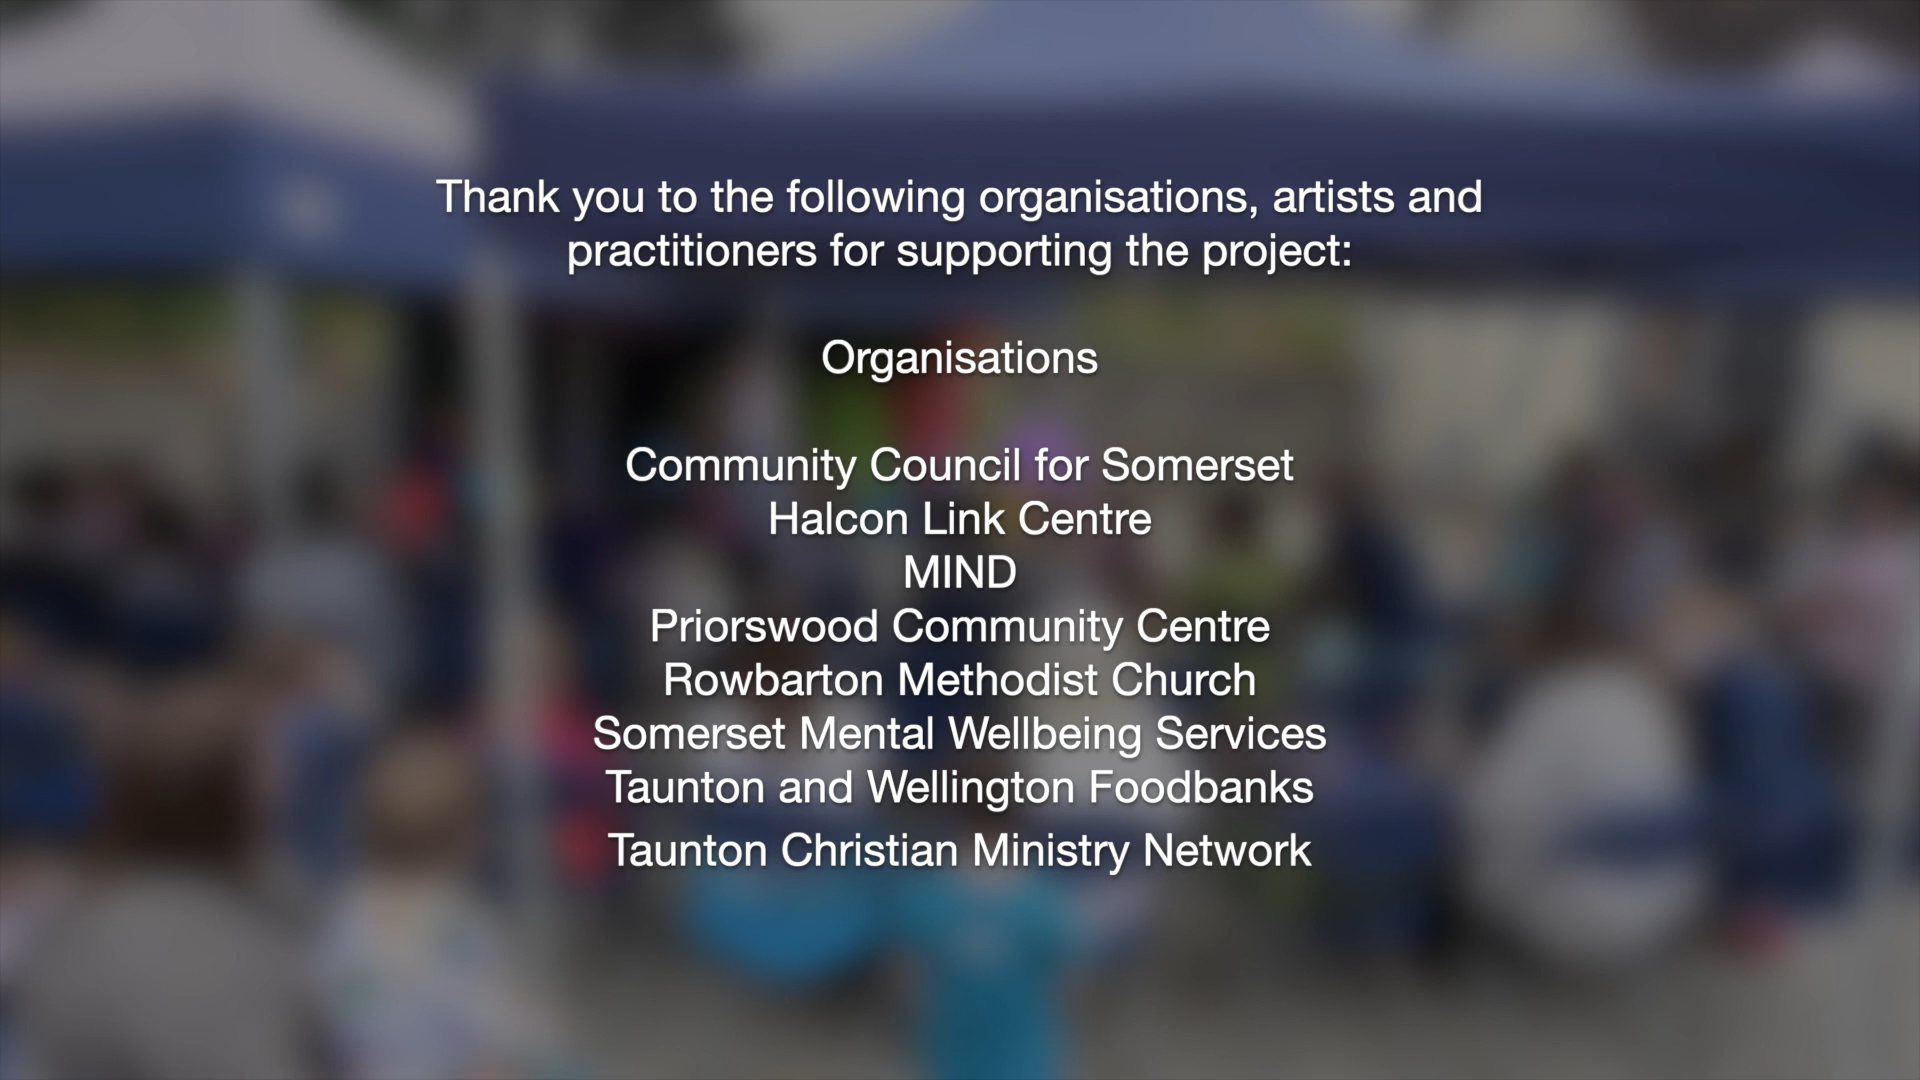 Thank you to the following organisations, artists and
practitioners for supporting the project:
Organisations
Community Council for Somerset
Halcon Link Centre
MIND
Priorswood Community Centre
Rowbarton Methodist Church
Somerset Mental Wellbeing Services
Taunton and Wellington Foodbanks
Taunton Christian Ministry Network